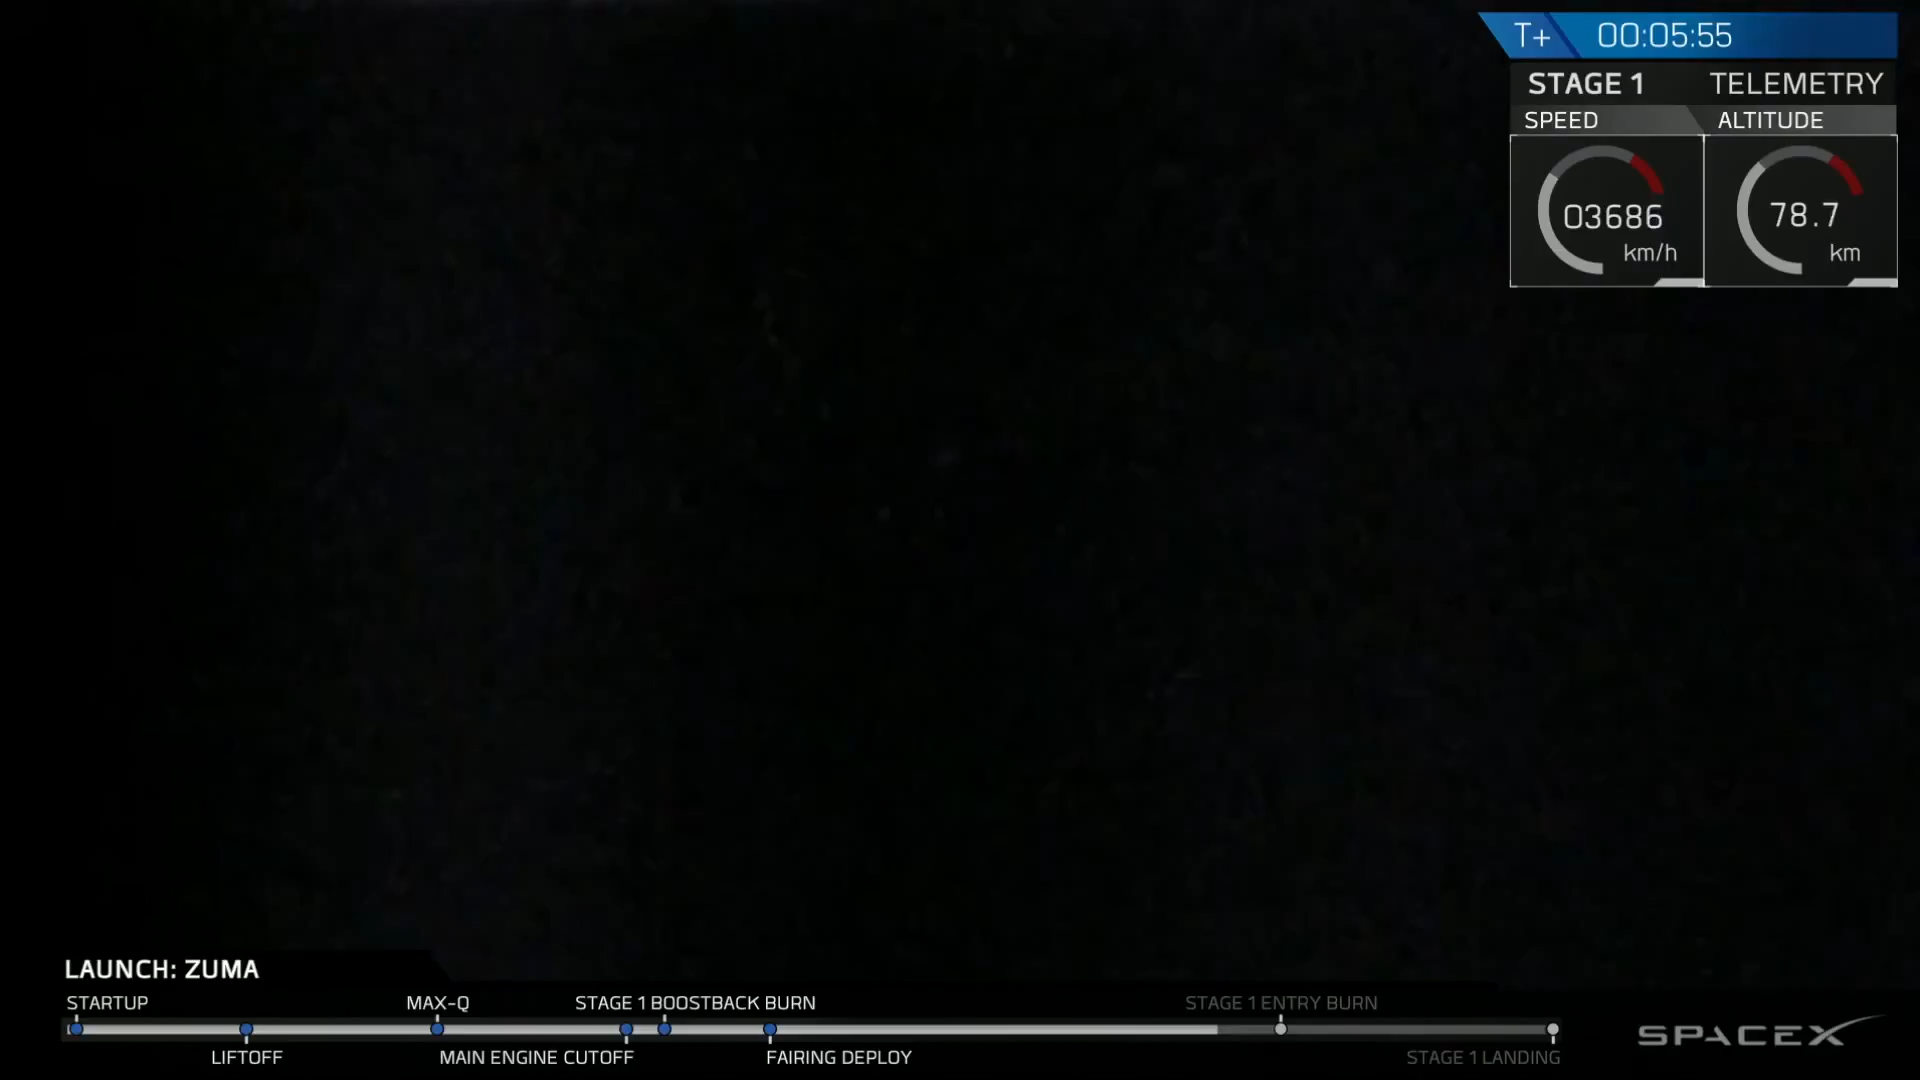 T+ 00:05:55
STAGE 1 TELEMETRY
SPEED ALTITUDE
03686 78.7
km/h km
LAUNCH: ZUMA
STARTUP MAX-Q STAGE 1 BOOSTBACK BURN STAGE 1 ENTRY BURN
LIFTOFF MAIN ENGINE CUTOFF FAIRING DEPLOY STAGE 1 LANDING
SPACEX